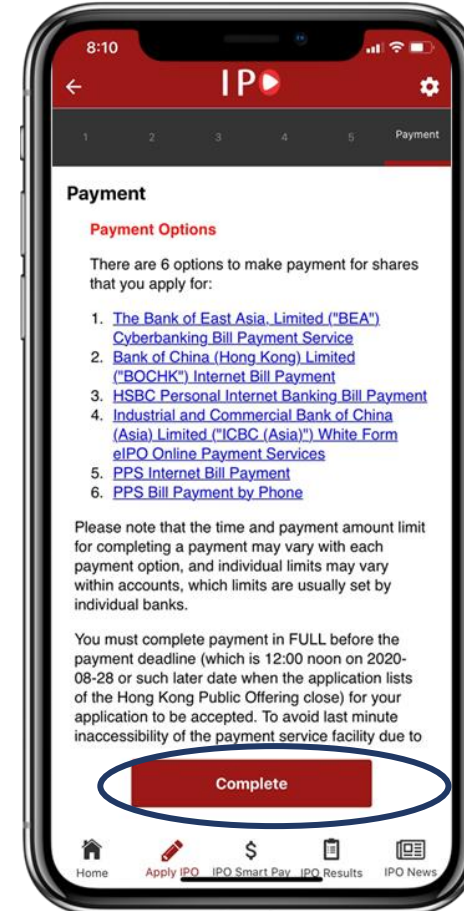 8:10
IPO
1 2 3 4 5 Payment
Payment
Payment Options
There are 6 options to make payment for shares
that you apply for:
1. The Bank of East Asia, Limited ("BEA")
Cyberbanking Bill Payment Service
2. Bank of China (Hong Kong) Limited
("BOCHK") Internet Bill Payment
3. HSBC Personal Internet Banking Bill Payment
4. Industrial and Commercial Bank of China
(Asia) Limited ("ICBC (Asia)") White Form
eIPO Online Payment Services
5. PPS Internet Bill Payment
6. PPS Bill Payment by Phone
Please note that the time and payment amount limit
for completing a payment may vary with each
payment option, and individual limits may vary
within accounts, which limits are usually set by
individual banks.
You must complete payment in FULL before the
payment deadline (which is 12:00 noon on 2020-
08-28 or such later date when the application lists
of the Hong Kong Public Offering close) for your
application to be accepted. To avoid last minute
inaccessibility of the payment service facility due to
Complete
Home Apply IPO IPO Smart Pay IPO Results IPO News